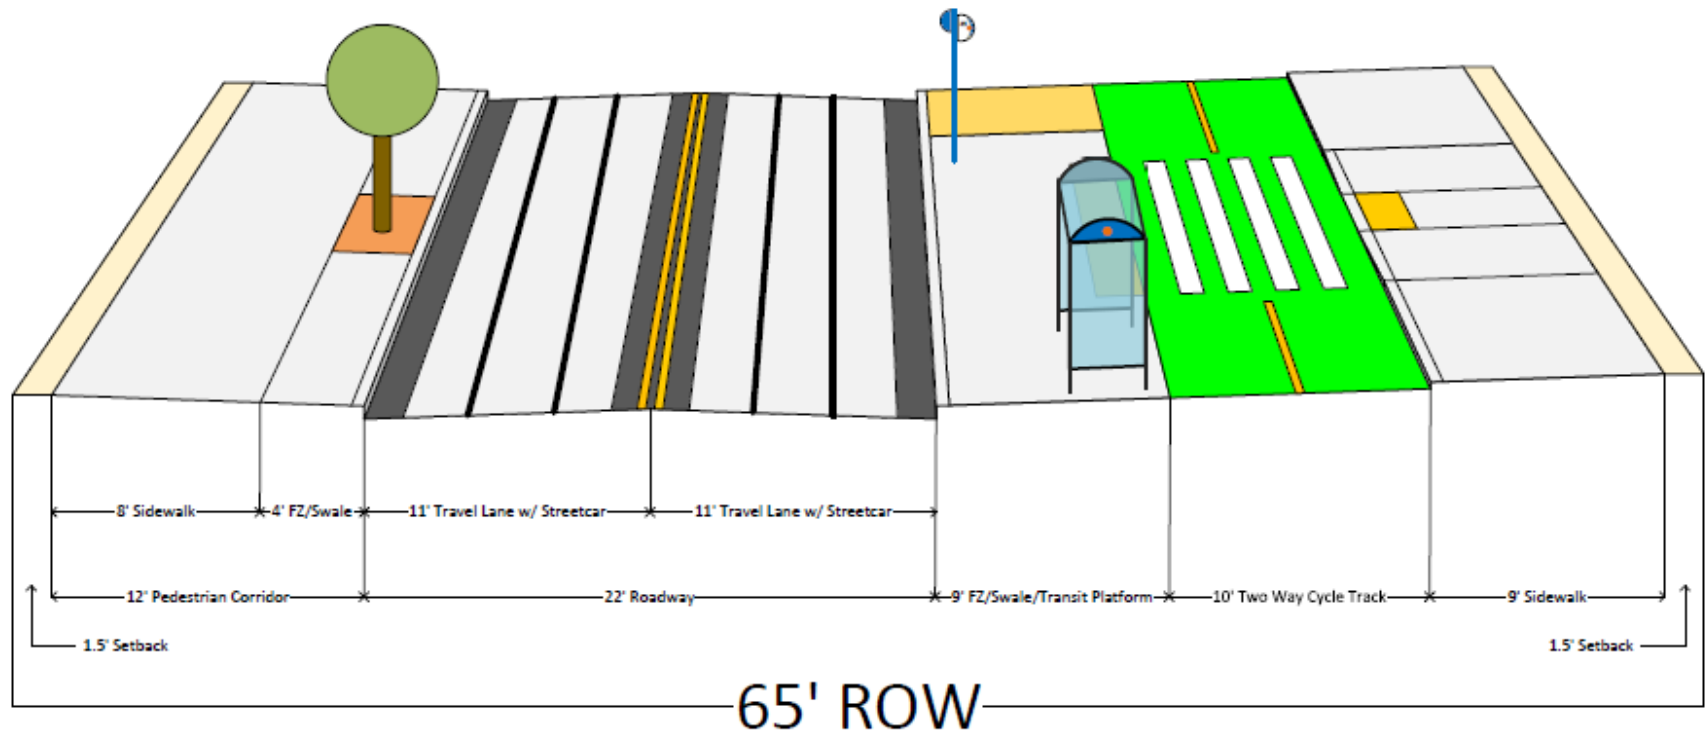 8' Sidewalk
4' FZ/Swale
11' Travel Lane w/ Streetcar
11' Travel Lane w/ Streetcar
12' Pedestrian Corridor
22' Roadway
9' FZ/Swale/Transit Platform
10' Two Way Cycle Track
9' Sidewalk
1.5' Setback
1.5' Setback
65' ROW